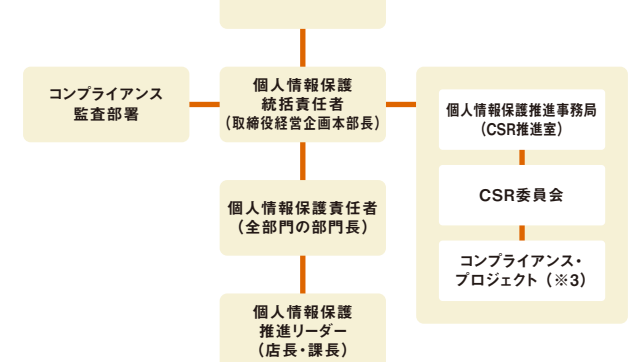 コンプライアンス
監査部署
個人情報保護
統括責任者
(取締役経営企画本部長)
個人情報保護推進事務局
(CSR推進室)
CSR委員会
コンプライアンス・
プロジェクト(※3)
個人情報保護責任者
(全部門の部門長)
個人情報保護
推進リーダー
(店長・課長)